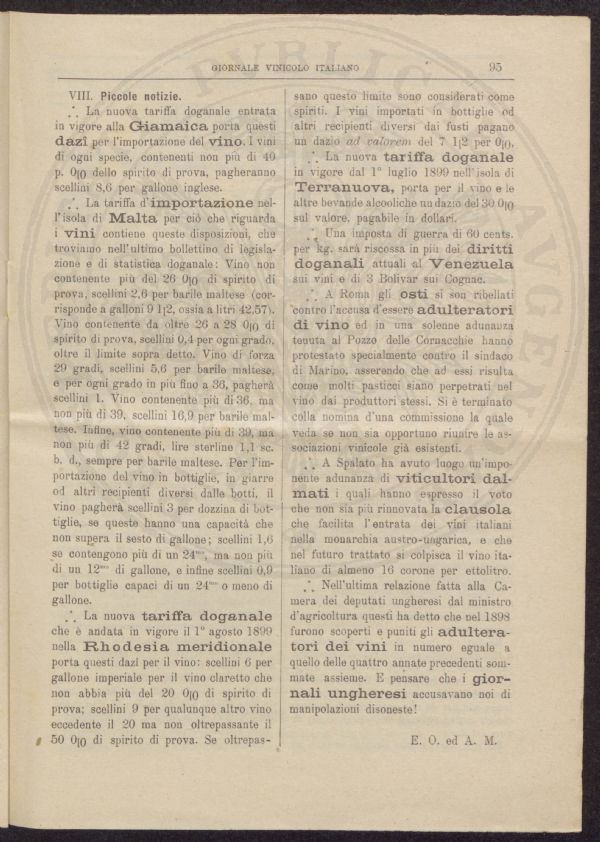 GIORNALE VINICOLO ITALIANO 95
VIII. Piccole notizie.
∴ La nuova tariffa doganale entrata
in vigore alla Giamaica porta questi
dazî per l'importazione del vino. I vini
di ogni specie, contenenti non più di 40
p. 0|0 dello spirito di prova, pagheranno
scellini 8,6 per gallone inglese.
∴ La tariffa d'importazione nel-
l'isola di Malta per ciò che riguarda
i vini contiene queste disposizioni, che
troviamo nell'ultimo bollettino di legisla-
zione e di statistica doganale: Vino non
contenente più del 26 0|0 di spirito di
prova, scellini 2,6 per barile maltese (cor-
risponde a galloni 9 1|2, ossia a litri 42,57).
Vino contenente da oltre 26 a 28 0|0 di
spirito di prova, scellini 0,4 per ogni grado,
oltre il limite sopra detto. Vino di forza
29 gradi, scellini 5,6 per barile maltese,
e per ogni grado in più fino a 36, pagherà
scellini 1. Vino contenente più di 36, ma
non più di 39, scellini 16,9 per barile mal-
tese. Infine, vino contenente più di 39, ma
non più di 42 gradi, lire sterline 1,1 sc.
b. d., sempre per barile maltese. Per l'im-
portazione del vino in bottiglie, in giarre
od altri recipienti diversi dalle botti, il
vino pagherà scellini 3 per dozzina di bot-
tiglie, se queste hanno una capacità che
non supera il sesto di gallone; scellini 1,6
se contengono più di un 24mo, ma non più
di un 12mo di gallone, e infine scellini 0,9
per bottiglie capaci di un 24mo o meno di
gallone.
∴ La nuova tariffa doganale
che è andata in vigore il 1° agosto 1899
nella Rhodesia meridionale
porta questi dazî per il vino: scellini 6 per
gallone imperiale per il vino claretto che
non abbia più del 20 0|0 di spirito di
prova; scellini 9 per qualunque altro vino
eccedente il 20 ma non oltrepassante il
50 0|0 di spirito di prova. Se oltrepas-
sano questo limite sono considerati come
spiriti. I vini importati in bottiglie od
altri recipienti diversi dai fusti pagano
un dazio ad valorem del 7 1|2 per 0|0.
∴ La nuova tariffa doganale
in vigore dal 1° luglio 1899 nell'isola di
Terranuova, porta per il vino e le
altre bevande alcooliche un dazio del 30 0|0
sul valore, pagabile in dollari.
∴ Una imposta di guerra di 60 cents.
per kg. sarà riscossa in più dei diritti
doganali attuali al Venezuela
sui vini e di 3 Bolivar sui Cognac.
∴ A Roma gli osti si son ribellati
contro l'accusa d'essere adulteratori
di vino ed in una solenne adunanza
tenuta al Pozzo delle Cornacchie hanno
protestato specialmente contro il sindaco
di Marino, asserendo che ad essi risulta
come molti pasticci siano perpetrati nel
vino dai produttori stessi. Si è terminato
colla nomina d'una commissione la quale
veda se non sia opportuno riunire le as-
sociazioni vinicole già esistenti.
∴ A Spalato ha avuto luogo un'impo-
nente adunanza di viticultori dal-
mati i quali hanno espresso il voto
che non sia più rinnovata la clausola
che facilita l'entrata dei vini italiani
nella monarchia austro-ungarica, e che
nel futuro trattato si colpisca il vino ita-
liano di almeno 16 corone per ettolitro.
∴ Nell'ultima relazione fatta alla Ca-
mera dei deputati ungheresi dal ministro
d'agricoltura questi ha detto che nel 1898
furono scoperti e puniti gli adultera-
tori dei vini in numero eguale a
quello delle quattro annate precedenti som-
mate assieme. E pensare che i gior-
nali ungheresi accusavano noi di
manipolazioni disoneste!
E. O. ed A. M.